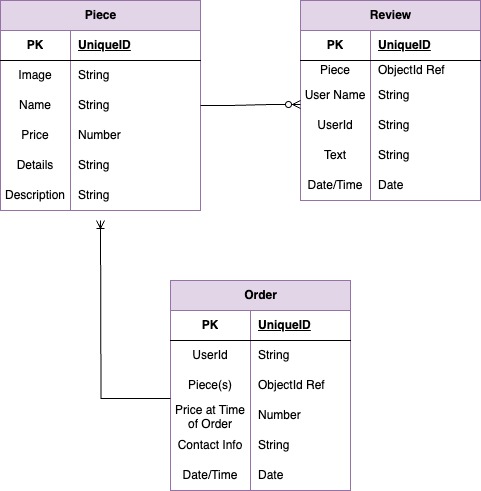 Piece
PK UniqueID
Image String
Name String
Price Number
Details String
Description String
Review
PK UniqueID
Piece ObjectId Ref
User Name String
UserId String
Text String
Date/Time Date
Order
PK UniqueID
UserId String
Piece(s) ObjectId Ref
Price at Time
of Order Number
Contact Info String
Date/Time Date